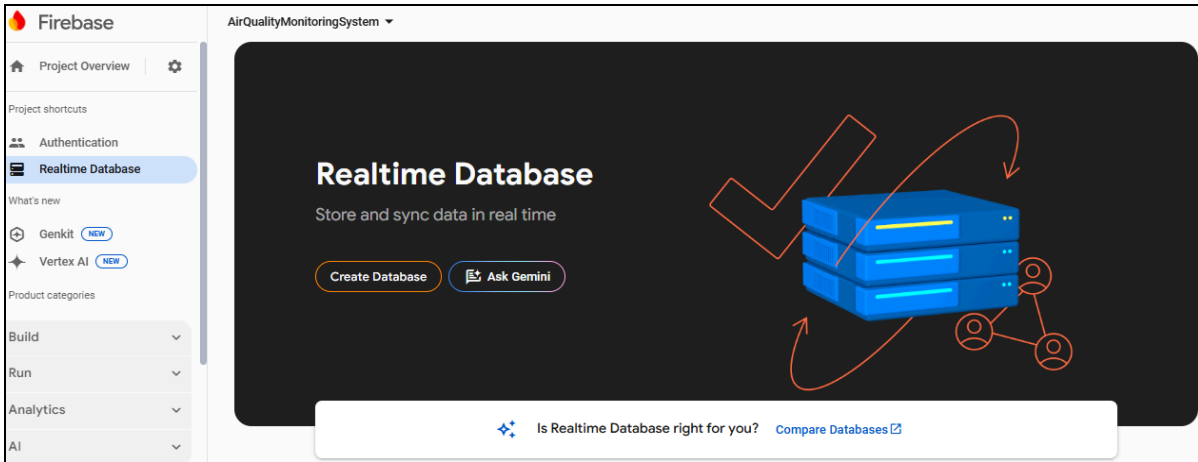 Firebase
AirQualityMonitoringSystem
Project Overview
Project shortcuts
Authentication
Realtime Database
What's new
Genkit NEW
Vertex AI NEW
Product categories
Build
Run
Analytics
AI
Realtime Database
Store and sync data in real time
Create Database Ask Gemini
Is Realtime Database right for you? Compare Databases